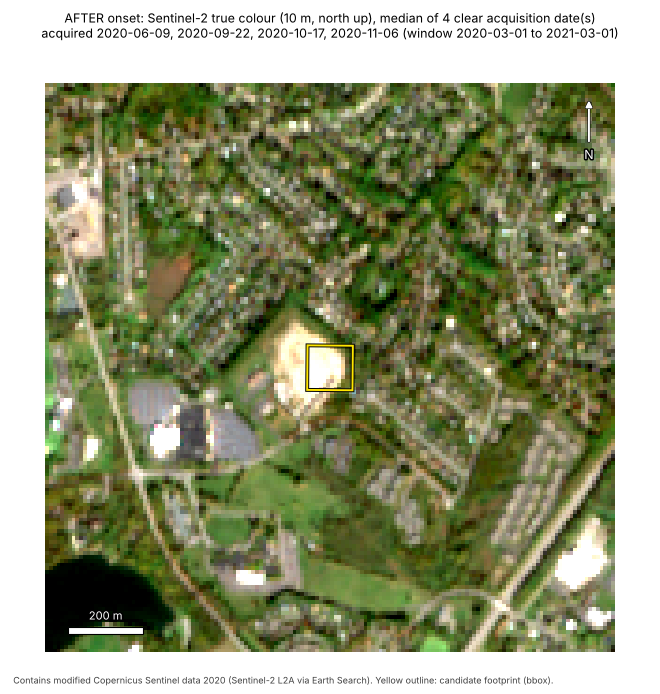 AFTER onset: Sentinel-2 true colour (10 m, north up), median of 4 clear acquisition date(s)
acquired 2020-06-09, 2020-09-22, 2020-10-17, 2020-11-06 (window 2020-03-01 to 2021-03-01)
N
200 m
Contains modified Copernicus Sentinel data 2020 (Sentinel-2 L2A via Earth Search). Yellow outline: candidate footprint (bbox).